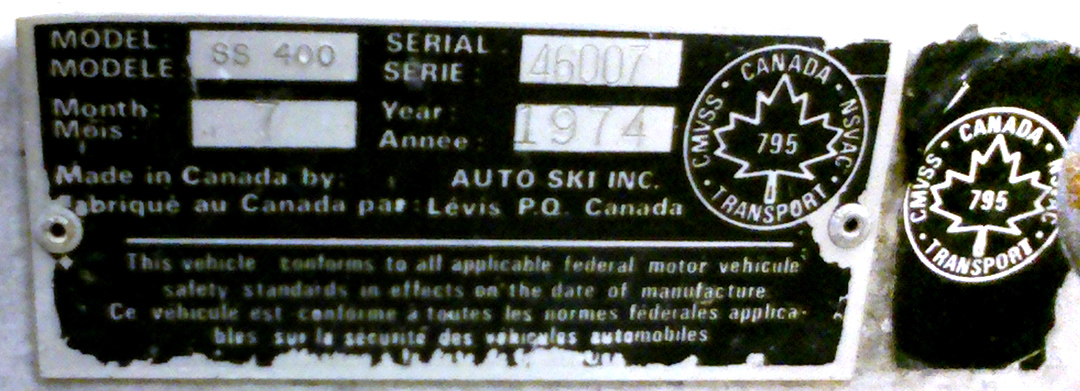 MODEL: SS 400 SERIAL
MODELE SÉRIE: 46007
Month: 7 Year:
Mois: Année: 1974
Made in Canada by: AUTO SKI INC.
Fabriqué au Canada par: Lévis P.Q. Canada
CANADA
CMVSS · NSVAC
795
TRANSPORT
This vehicle conforms to all applicable federal motor vehicule
safety standards in effects on the date of manufacture
Ce véhicule est conforme à toutes les normes fédérales applica-
bles sur la sécurité des véhicules automobiles
CANADA
CMVSS · NSVAC
795
TRANSPORT